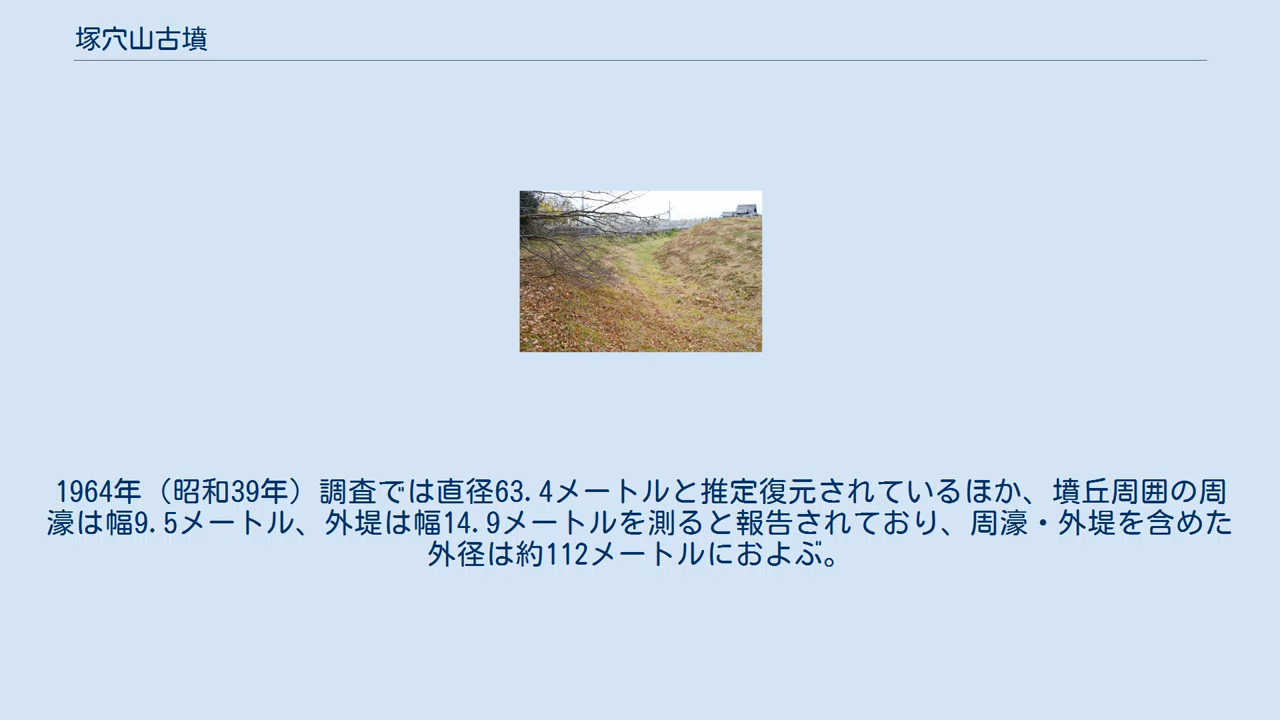 塚穴山古墳
1964年（昭和39年）調査では直径63.4メートルと推定復元されているほか、墳丘周囲の周
濠は幅9.5メートル、外堤は幅14.9メートルを測ると報告されており、周濠・外堤を含めた
外径は約112メートルにおよぶ。